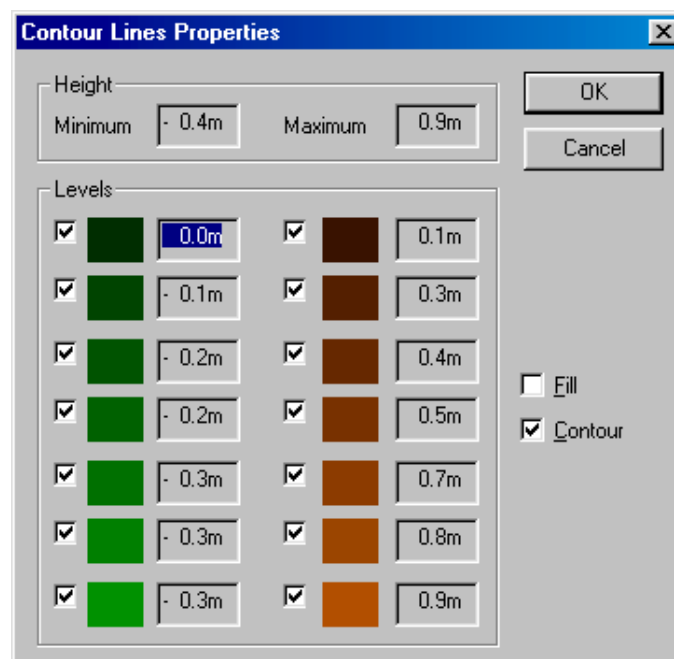 Contour Lines Properties
Height
Minimum - 0.4m Maximum 0.9m
OK
Cancel
Levels
0.0m 0.1m
- 0.1m 0.3m
- 0.2m 0.4m
- 0.2m 0.5m
- 0.3m 0.7m
- 0.3m 0.8m
- 0.3m 0.9m
Fill
Contour